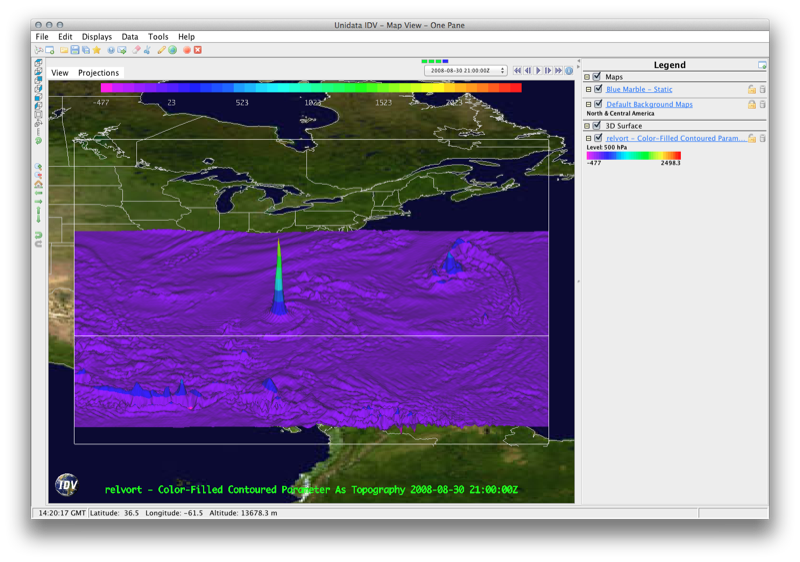 Unidata IDV - Map View - One Pane
File Edit Displays Data Tools Help
View Projections
2008-08-30 21:00:00Z
-477 23 523 1023 1523 2023
Legend
Maps
Blue Marble - Static
Default Background Maps
North & Central America
3D Surface
relvort - Color-Filled Contoured Param...
Level: 500 hPa
-477 2498.3
IDV
relvort - Color-Filled Contoured Parameter As Topography 2008-08-30 21:00:00Z
14:20:17 GMT Latitude: 36.5 Longitude: -61.5 Altitude: 13678.3 m